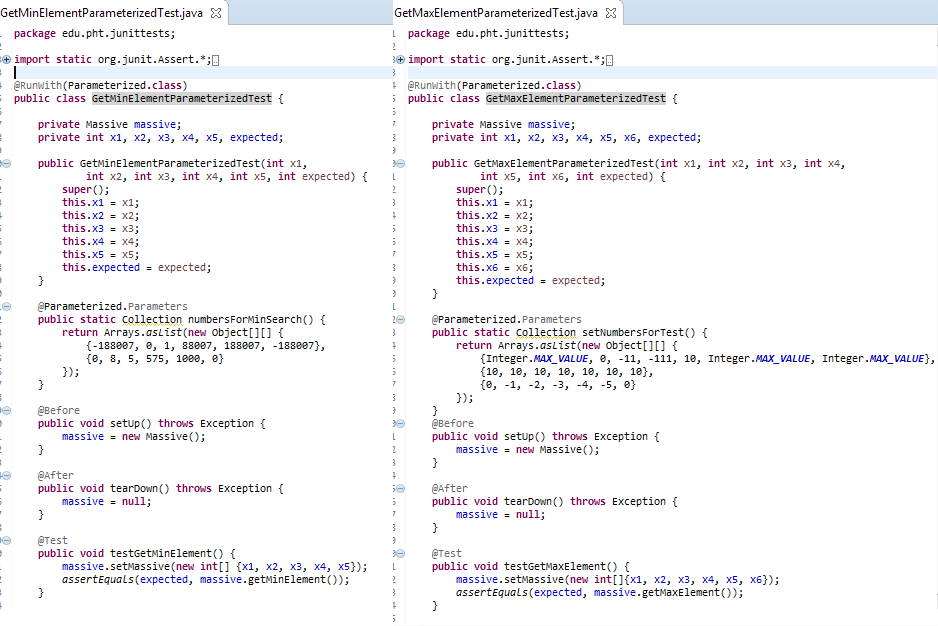 GetMinElementParameterizedTest.java
package edu.pht.junittests;
import static org.junit.Assert.*;
@RunWith(Parameterized.class)
public class GetMinElementParameterizedTest {
private Massive massive;
private int x1, x2, x3, x4, x5, expected;
public GetMinElementParameterizedTest(int x1,
int x2, int x3, int x4, int x5, int expected) {
super();
this.x1 = x1;
this.x2 = x2;
this.x3 = x3;
this.x4 = x4;
this.x5 = x5;
this.expected = expected;
}
@Parameterized.Parameters
public static Collection numbersForMinSearch() {
return Arrays.asList(new Object[][] {
{-188007, 0, 1, 88007, 188007, -188007},
{0, 8, 5, 575, 1000, 0}
});
}
@Before
public void setUp() throws Exception {
massive = new Massive();
}
@After
public void tearDown() throws Exception {
massive = null;
}
@Test
public void testGetMinElement() {
massive.setMassive(new int[] {x1, x2, x3, x4, x5});
assertEquals(expected, massive.getMinElement());
}
GetMaxElementParameterizedTest.java
package edu.pht.junittests;
import static org.junit.Assert.*;
@RunWith(Parameterized.class)
public class GetMaxElementParameterizedTest {
private Massive massive;
private int x1, x2, x3, x4, x5, x6, expected;
public GetMaxElementParameterizedTest(int x1, int x2, int x3, int x4,
int x5, int x6, int expected) {
super();
this.x1 = x1;
this.x2 = x2;
this.x3 = x3;
this.x4 = x4;
this.x5 = x5;
this.x6 = x6;
this.expected = expected;
}
@Parameterized.Parameters
public static Collection setNumbersForTest() {
return Arrays.asList(new Object[][] {
{Integer.MAX_VALUE, 0, -11, -111, 10, Integer.MAX_VALUE, Integer.MAX_VALUE},
{10, 10, 10, 10, 10, 10, 10},
{0, -1, -2, -3, -4, -5, 0}
});
}
@Before
public void setUp() throws Exception {
massive = new Massive();
}
@After
public void tearDown() throws Exception {
massive = null;
}
@Test
public void testGetMaxElement() {
massive.setMassive(new int[]{x1, x2, x3, x4, x5, x6});
assertEquals(expected, massive.getMaxElement());
}